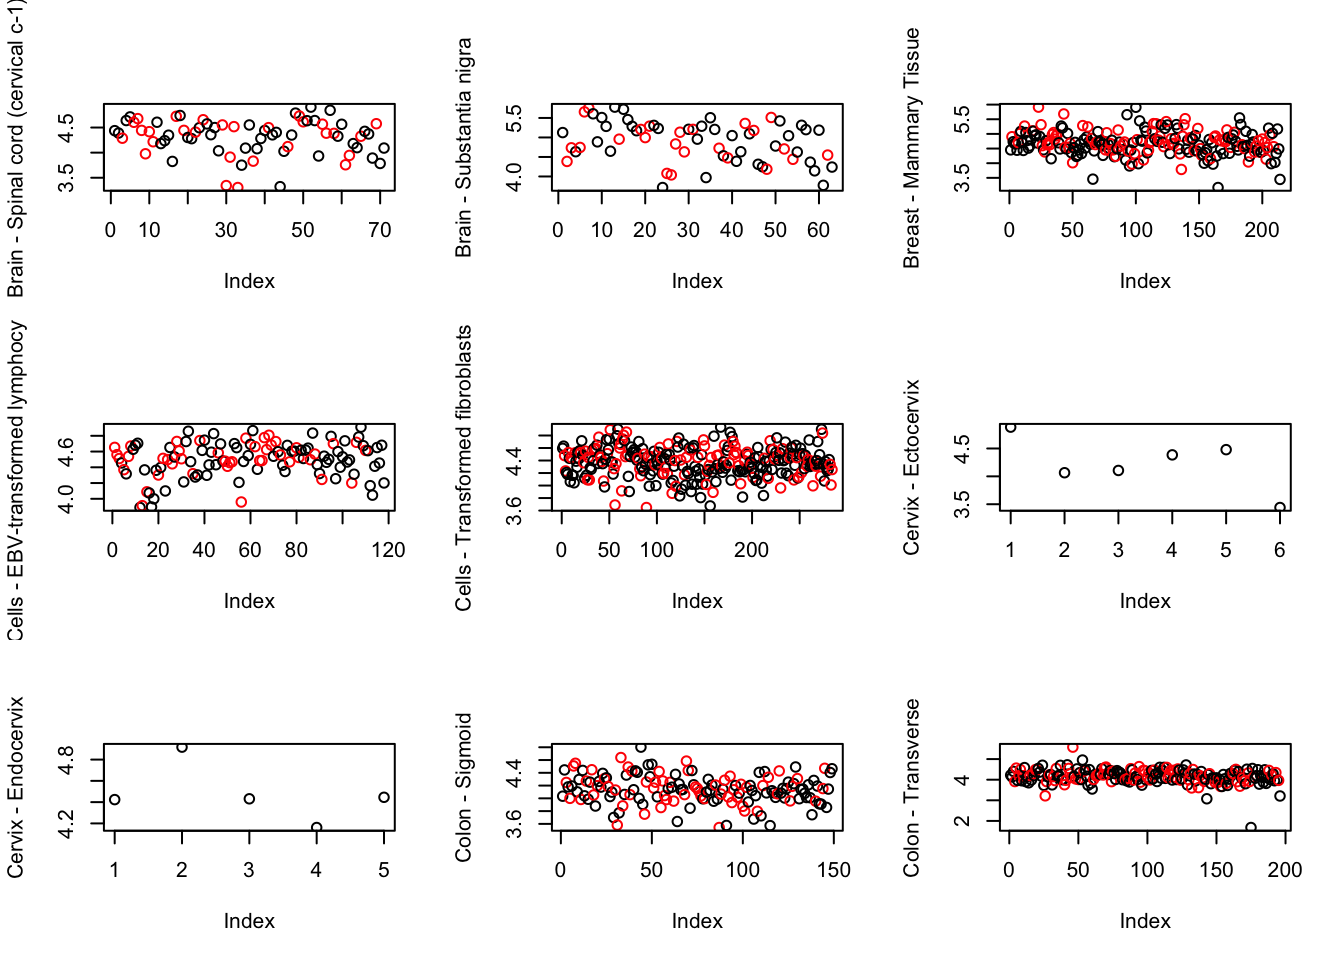 Brain - Spinal cord (cervical c-1)
3.5 4.5
0 10 30 50 70
Index
Brain - Substantia nigra
4.0 5.5
0 10 20 30 40 50 60
Index
Breast - Mammary Tissue
3.5 5.5
0 50 100 150 200
Index
Cells - EBV-transformed lymphocy
4.0 4.6
0 20 40 60 80 120
Index
Cells - Transformed fibroblasts
3.6 4.4
0 50 100 200
Index
Cervix - Ectocervix
3.5 4.5
1 2 3 4 5 6
Index
Cervix - Endocervix
4.2 4.8
1 2 3 4 5
Index
Colon - Sigmoid
3.6 4.4
0 50 100 150
Index
Colon - Transverse
2 4
0 50 100 150 200
Index